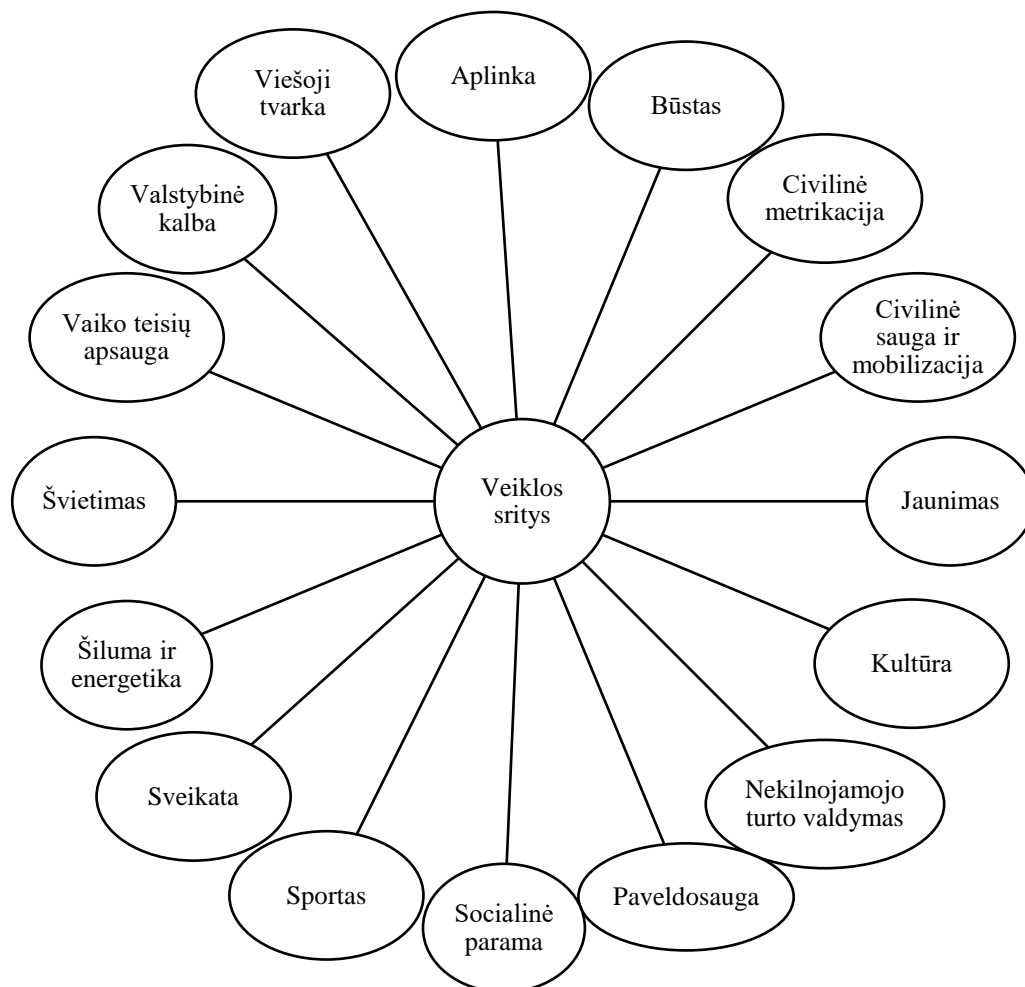 Aplinka
Būstas
Civilinė
metrikacija
Civilinė
sauga ir
mobilizacija
Jaunimas
Kultūra
Nekilnojamojo
turto valdymas
Paveldosauga
Socialinė
parama
Sportas
Sveikata
Šiluma ir
energetika
Švietimas
Vaiko teisių
apsauga
Valstybinė
kalba
Viešoji
tvarka
Veiklos
sritys